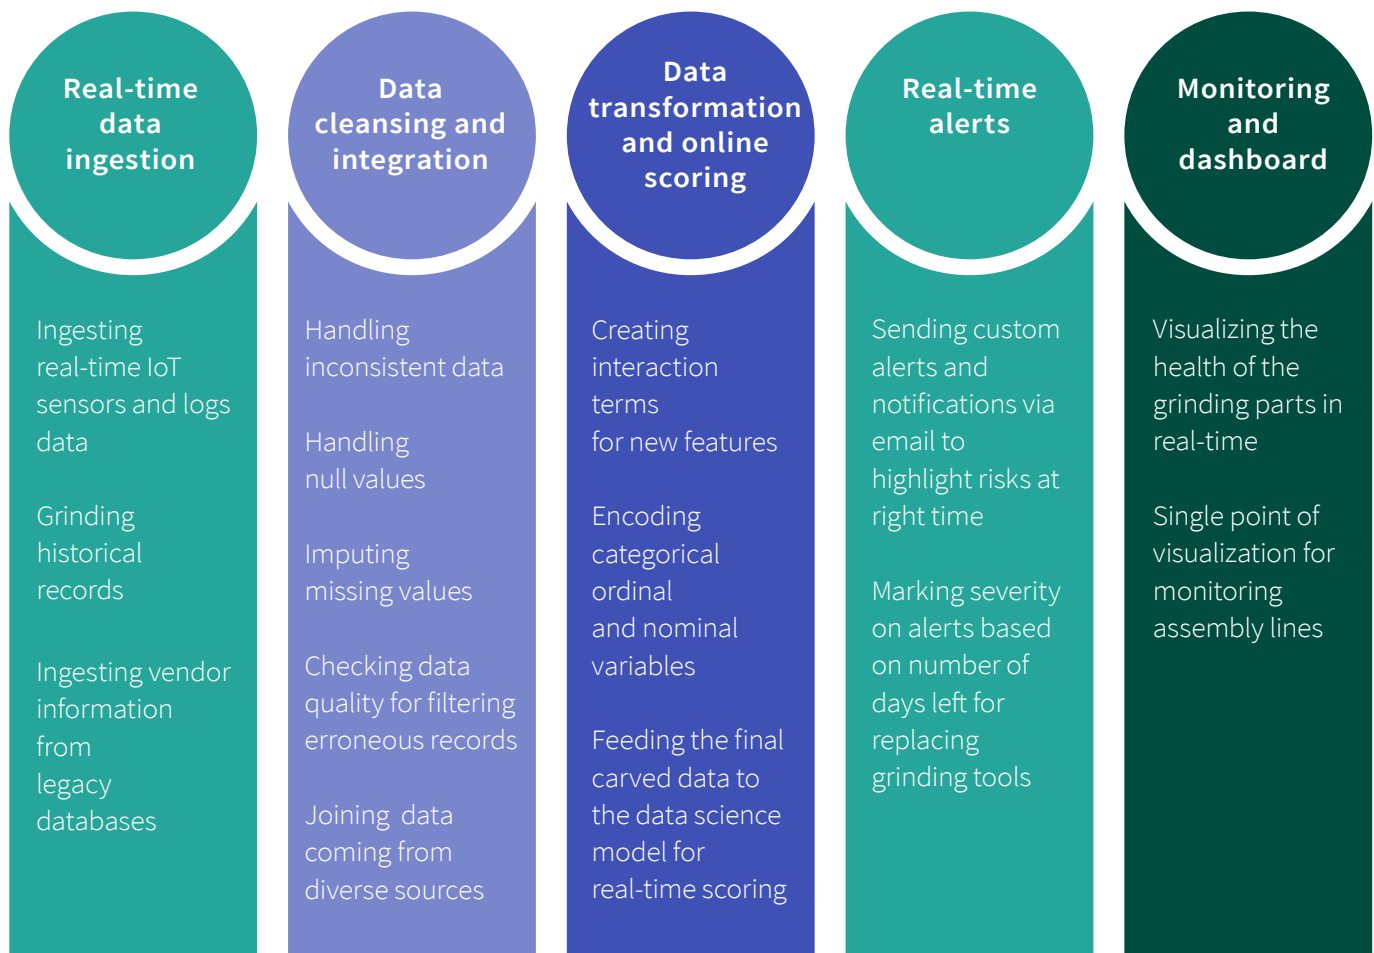 Real-time
data
ingestion
Ingesting
real-time IoT
sensors and logs
data
Grinding
historical
records
Ingesting vendor
information
from
legacy
databases
Data
cleansing and
integration
Handling
inconsistent data
Handling
null values
Imputing
missing values
Checking data
quality for filtering
erroneous records
Joining data
coming from
diverse sources
Data
transformation
and online
scoring
Creating
interaction
terms
for new features
Encoding
categorical
ordinal
and nominal
variables
Feeding the final
carved data to
the data science
model for
real-time scoring
Real-time
alerts
Sending custom
alerts and
notifications via
email to
highlight risks at
right time
Marking severity
on alerts based
on number of
days left for
replacing
grinding tools
Monitoring
and
dashboard
Visualizing the
health of the
grinding parts in
real-time
Single point of
visualization for
monitoring
assembly lines